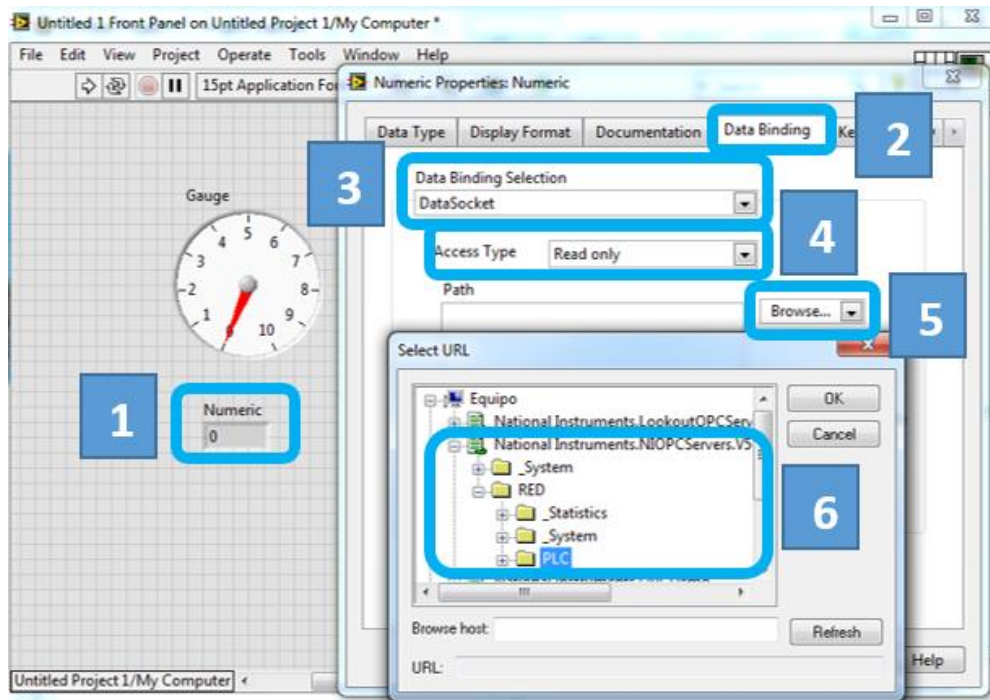 Untitled 1 Front Panel on Untitled Project 1/My Computer *
File Edit View Project Operate Tools Window Help
15pt Application Fo
Numeric Properties: Numeric
Data Type Display Format Documentation Data Binding Ke
2
3
Data Binding Selection
DataSocket
4
Access Type Read only
Path
Browse...
5
Gauge
0 1 2 3 4 5 6 7 8 9 10
1
Numeric
0
Select URL
Equipo
National Instruments.LookoutOPCServ
National Instruments.NIOPCServers.V5
_System
RED
_Statistics
_System
PLC
6
OK
Cancel
Browse host:
Refresh
URL:
Help
Untitled Project 1/My Computer